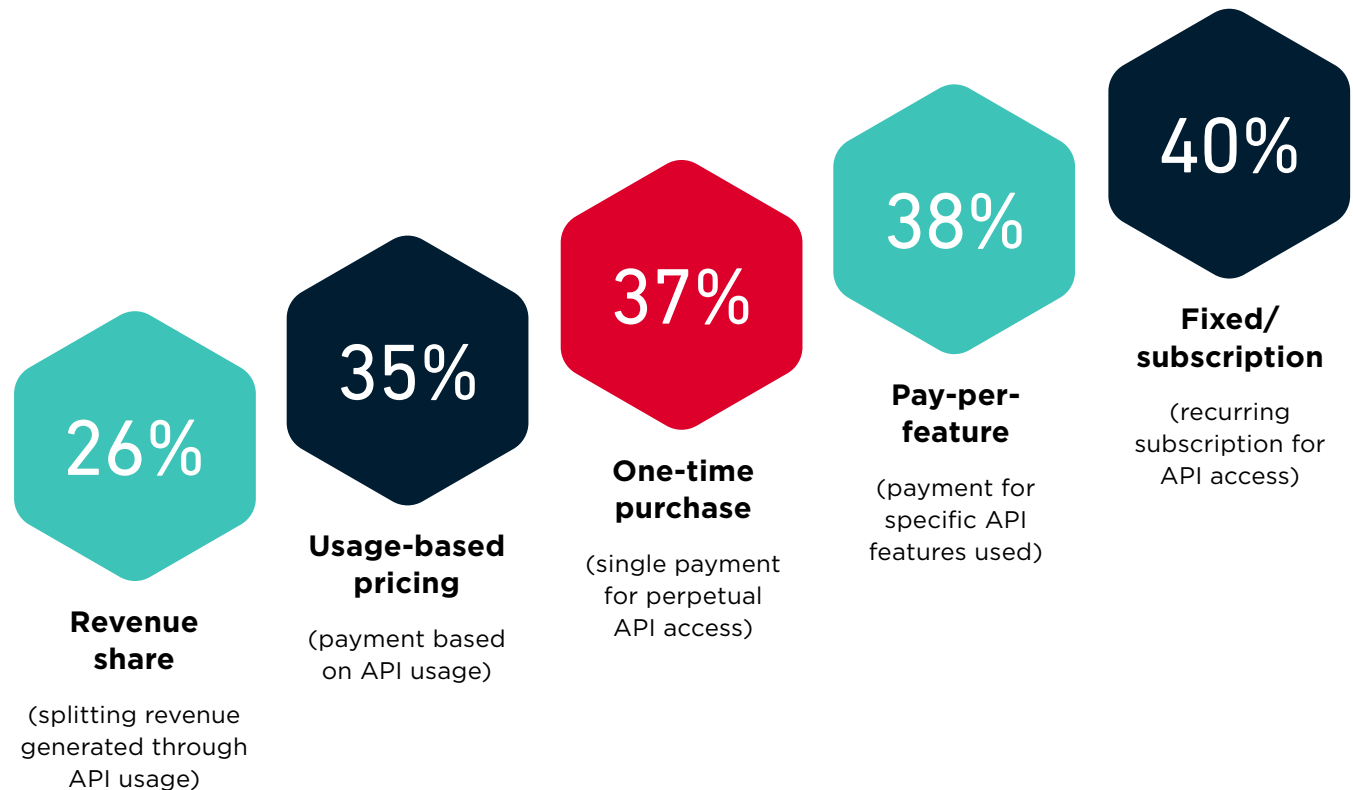 26%
Revenue
share
(splitting revenue
generated through
API usage)
35%
Usage-based
pricing
(payment based
on API usage)
37%
One-time
purchase
(single payment
for perpetual
API access)
38%
Pay-per-
feature
(payment for
specific API
features used)
40%
Fixed/
subscription
(recurring
subscription for
API access)